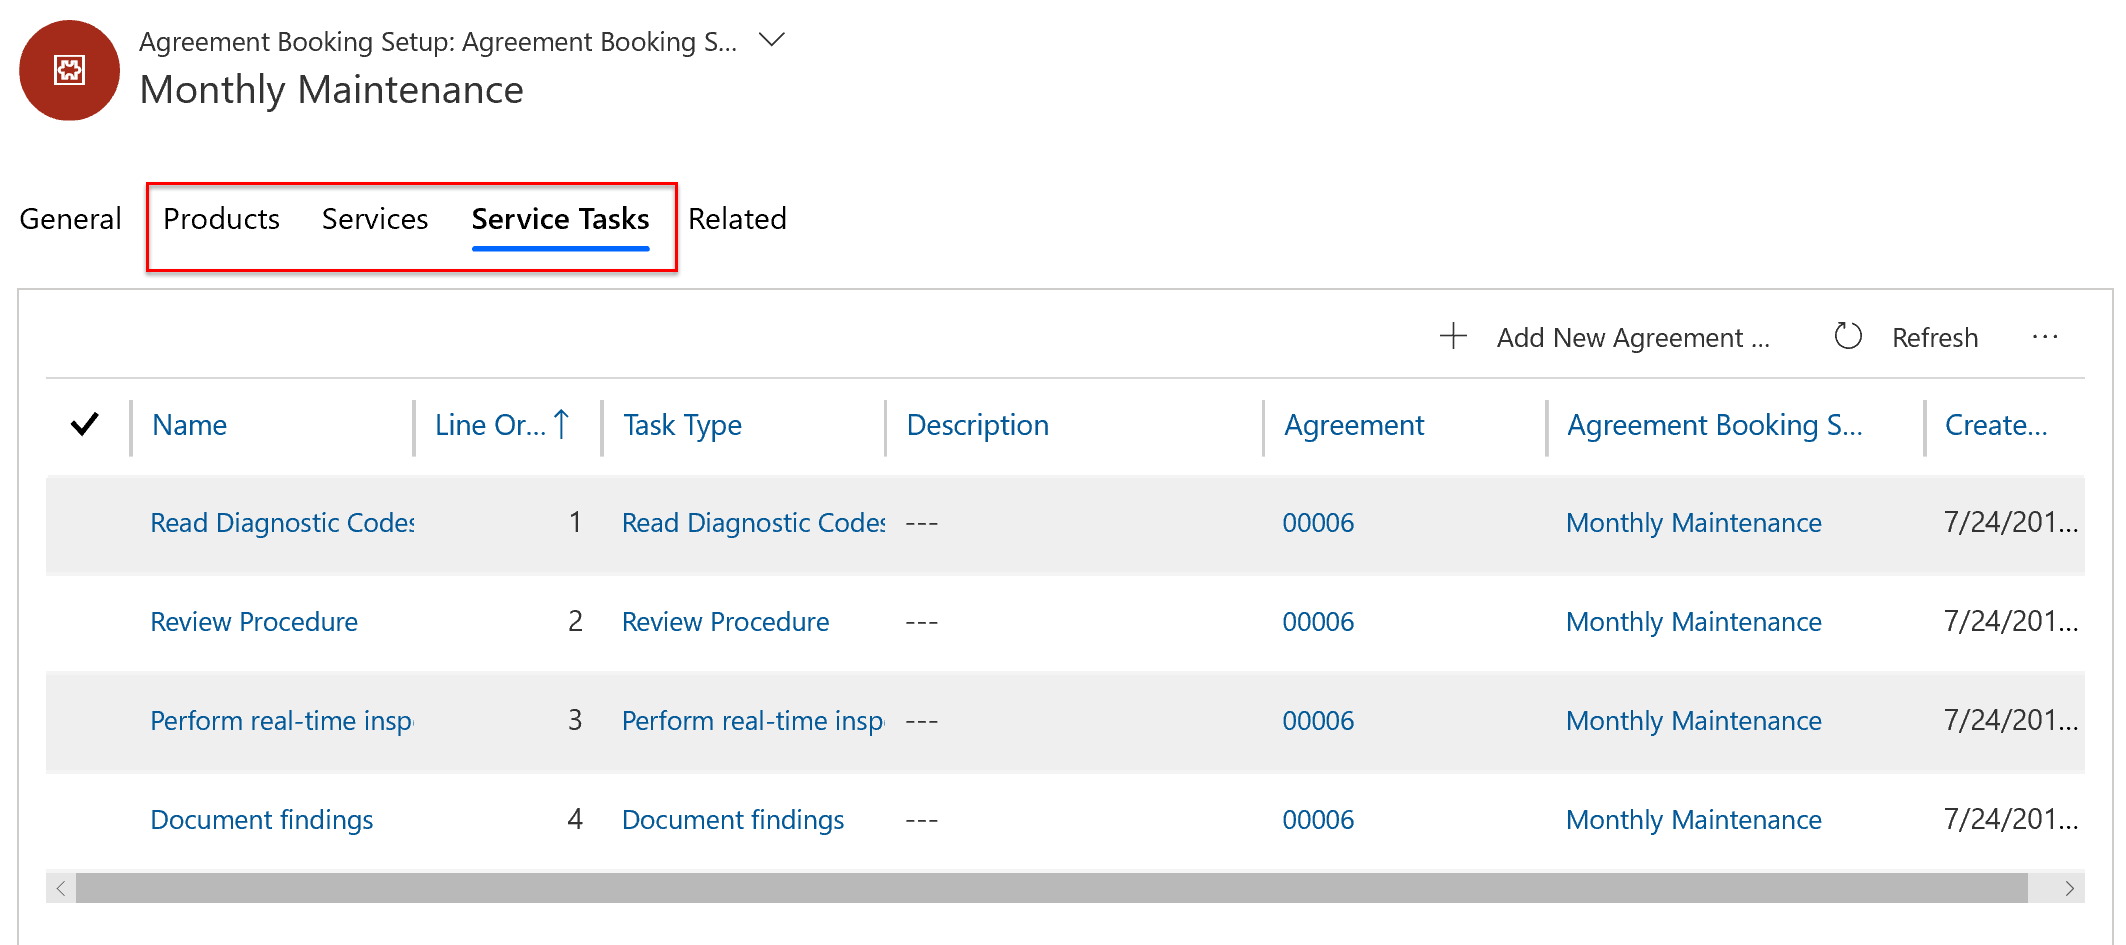 Agreement Booking Setup: Agreement Booking S...
Monthly Maintenance
General Products Services Service Tasks Related
Add New Agreement ... Refresh ...
Name Line Or... Task Type Description Agreement Agreement Booking S... Create...
Read Diagnostic Codes 1 Read Diagnostic Codes --- 00006 Monthly Maintenance 7/24/201...
Review Procedure 2 Review Procedure --- 00006 Monthly Maintenance 7/24/201...
Perform real-time insp 3 Perform real-time insp --- 00006 Monthly Maintenance 7/24/201...
Document findings 4 Document findings --- 00006 Monthly Maintenance 7/24/201...